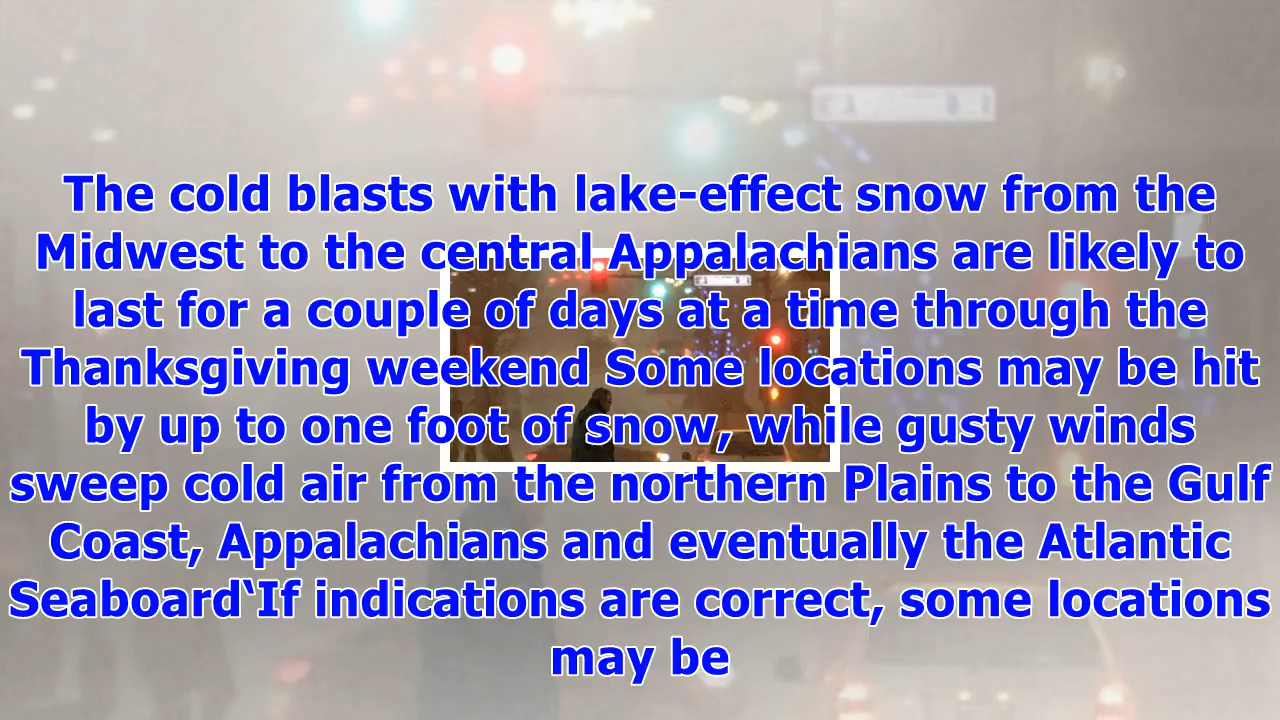 The cold blasts with lake-effect snow from the
Midwest to the central Appalachians are likely to
last for a couple of days at a time through the
Thanksgiving weekend Some locations may be hit
by up to one foot of snow, while gusty winds
sweep cold air from the northern Plains to the Gulf
Coast, Appalachians and eventually the Atlantic
Seaboard‛If indications are correct, some locations
may be